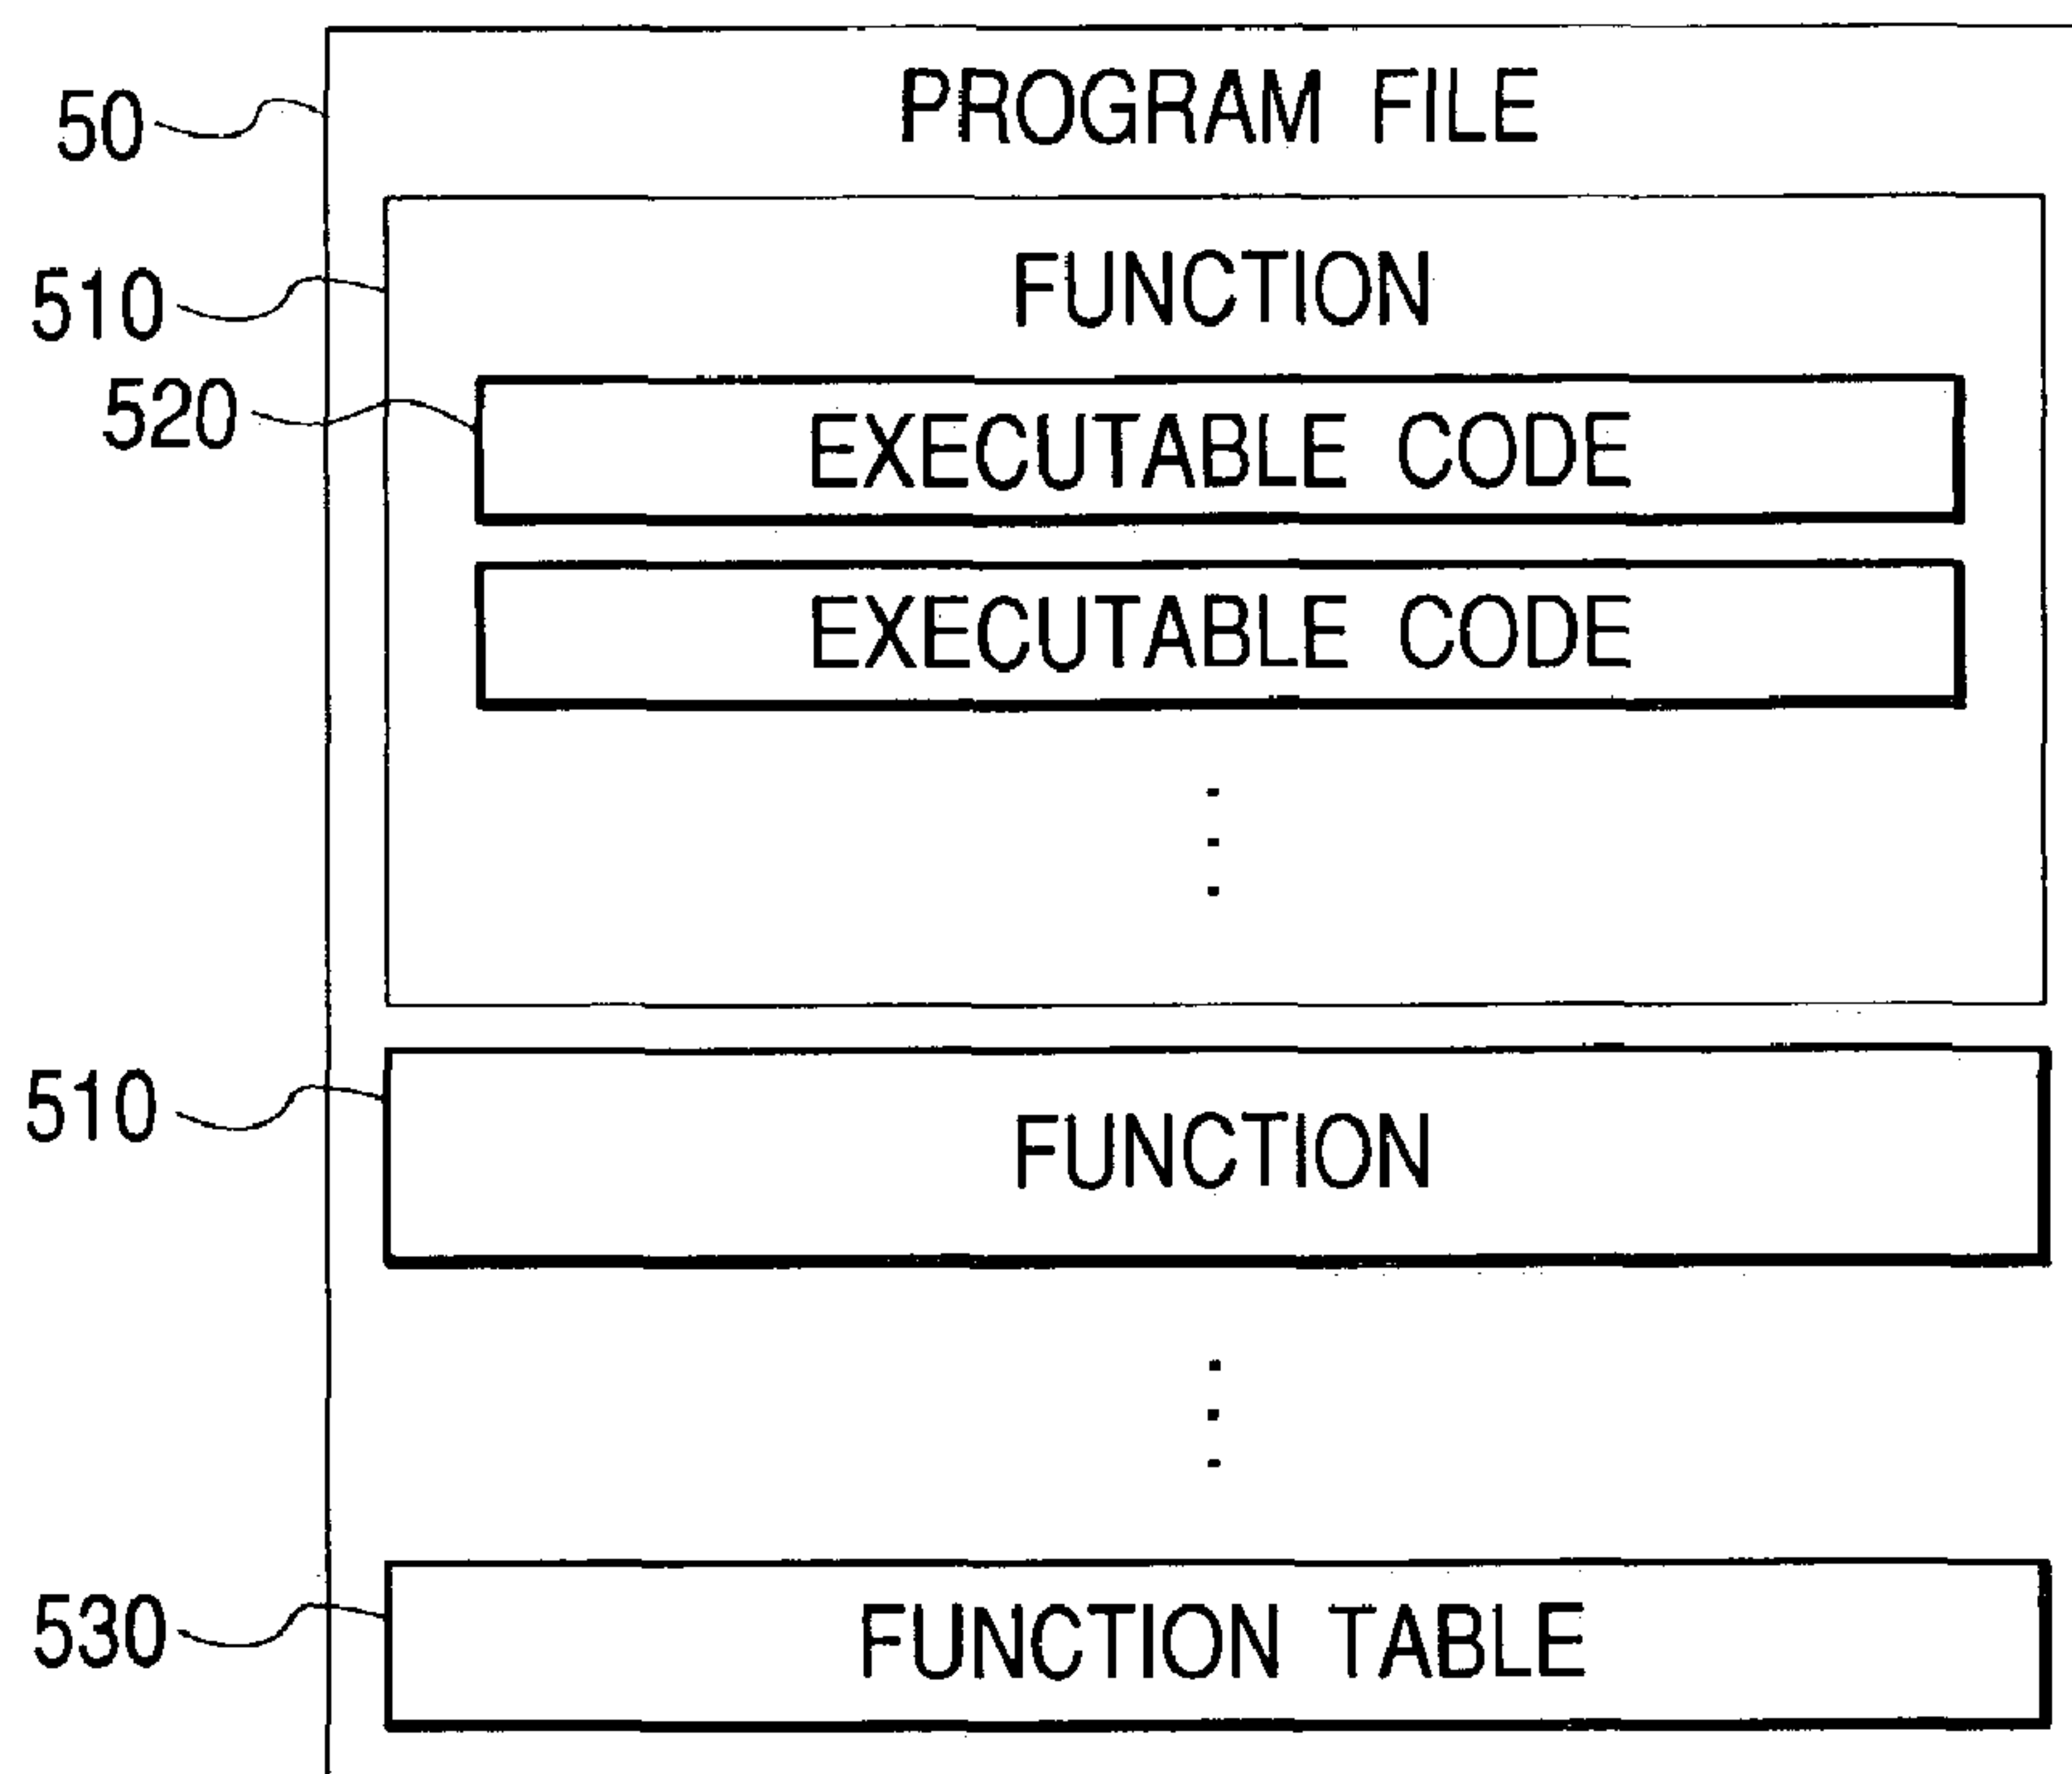 PROGRAM FILE
50
FUNCTION
510
520
EXECUTABLE CODE
EXECUTABLE CODE
510
FUNCTION
530
FUNCTION TABLE